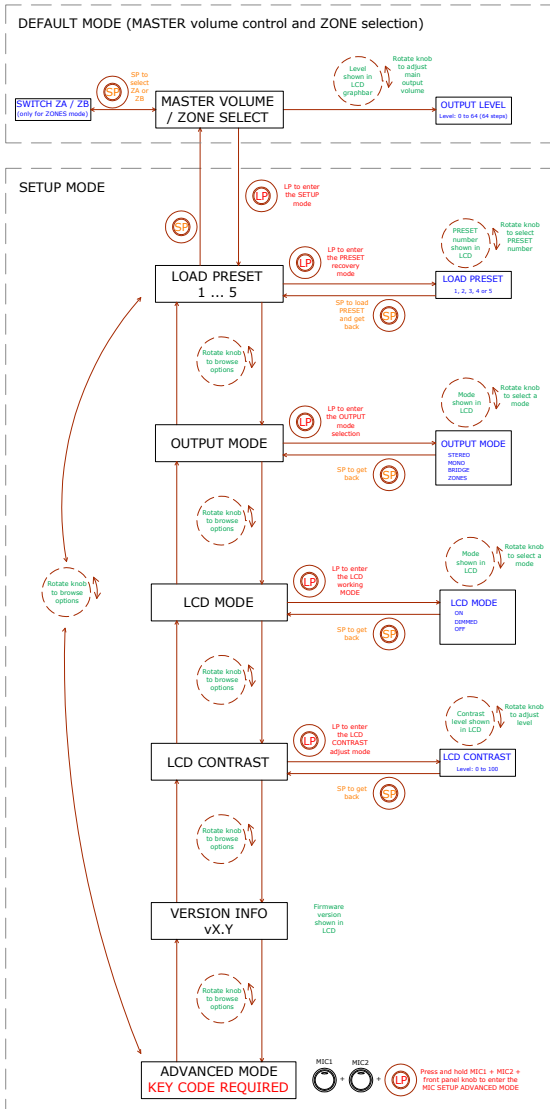 DEFAULT MODE (MASTER volume control and ZONE selection)
SP to
select
ZA or
ZB
SP
SWITCH ZA / ZB
(only for ZONES mode)
MASTER VOLUME
/ ZONE SELECT
Level
shown in
LCD
graphbar
Rotate knob
to adjust
main
output
volume
OUTPUT LEVEL
Level: 0 to 64 (64 steps)
SETUP MODE
SP
LP
LP to enter
the SETUP
mode
LOAD PRESET
1 ... 5
LP
LP to enter
the PRESET
recovery
mode
PRESET
number
shown in
LCD
Rotate knob
to select
PRESET
number
LOAD PRESET
1, 2, 3, 4 or 5
SP to load
PRESET
and get
back
SP
Rotate knob
to browse
options
OUTPUT MODE
LP
LP to enter
the OUTPUT
mode
selection
Mode
shown in
LCD
Rotate knob
to select a
mode
OUTPUT MODE
STEREO
MONO
BRIDGE
ZONES
SP to get
back
SP
Rotate knob
to browse
options
Rotate knob
to browse
options
LCD MODE
LP
LP to enter
the LCD
working
MODE
Mode
shown in
LCD
Rotate knob
to select a
mode
LCD MODE
ON
DIMMED
OFF
SP to get
back
SP
Rotate knob
to browse
options
LCD CONTRAST
LP
LP to enter
the LCD
CONTRAST
adjust mode
Contrast
level shown
in LCD
Rotate knob
to adjust
level
LCD CONTRAST
Level: 0 to 100
SP to get
back
SP
Rotate knob
to browse
options
VERSION INFO
vX.Y
Firmware
version
shown in
LCD
Rotate knob
to browse
options
ADVANCED MODE
KEY CODE REQUIRED
MIC1
+
MIC2
+
LP
Press and hold MIC1 + MIC2 +
front panel knob to enter the
MIC SETUP ADVANCED MODE